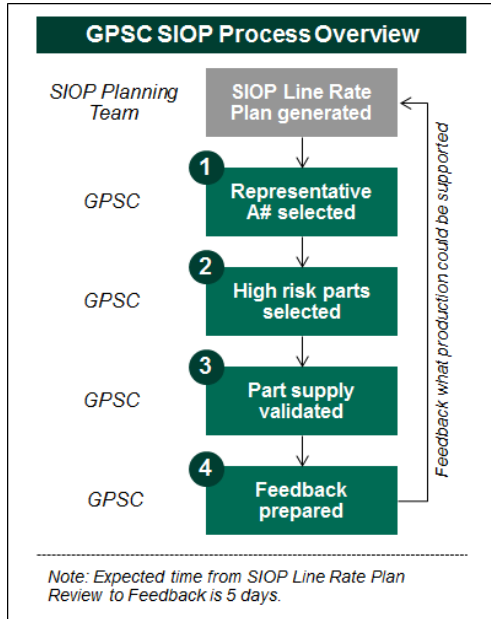 GPSC SIOP Process Overview
SIOP Planning
Team
SIOP Line Rate
Plan generated
1
GPSC
Representative
A# selected
2
GPSC
High risk parts
selected
3
GPSC
Part supply
validated
4
GPSC
Feedback
prepared
Feedback what production could be supported
Note: Expected time from SIOP Line Rate Plan
Review to Feedback is 5 days.